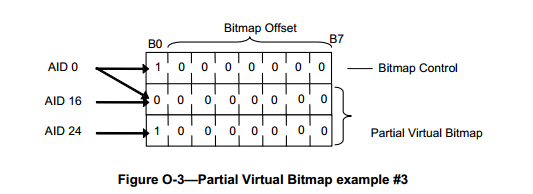 Bitmap Offset
B0 B7
AID 0 1 0 0 0 0 0 0 0 Bitmap Control
AID 16 0 0 0 0 0 0 0 0
AID 24 1 0 0 0 0 0 0 0 Partial Virtual Bitmap
Figure O-3—Partial Virtual Bitmap example #3